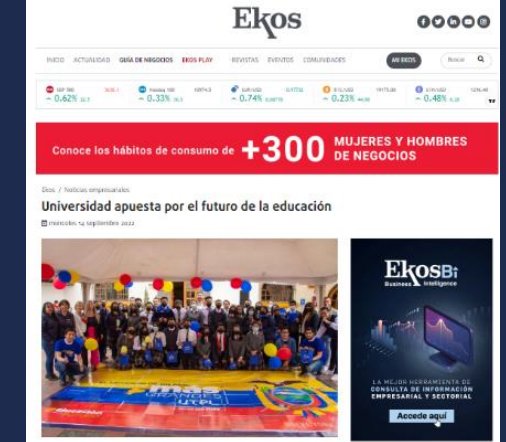 Ekos
INICIO ACTUALIDAD GUÍA DE NEGOCIOS EKOS PLAY REVISTAS EVENTOS COMUNIDADES MI EKOS Buscar
0.62% 0.33% 0.74% 0.23% 0.48%
Conoce los hábitos de consumo de +300 MUJERES Y HOMBRES
DE NEGOCIOS
Ekos / Noticias empresariales
Universidad apuesta por el futuro de la educación
miércoles 14 septiembre 2022
EkosBi
Business Intelligence
más
GRANDES
UTPL
LA MEJOR HERRAMIENTA DE
CONSULTA DE INFORMACIÓN
EMPRESARIAL Y SECTORIAL
Accede aquí